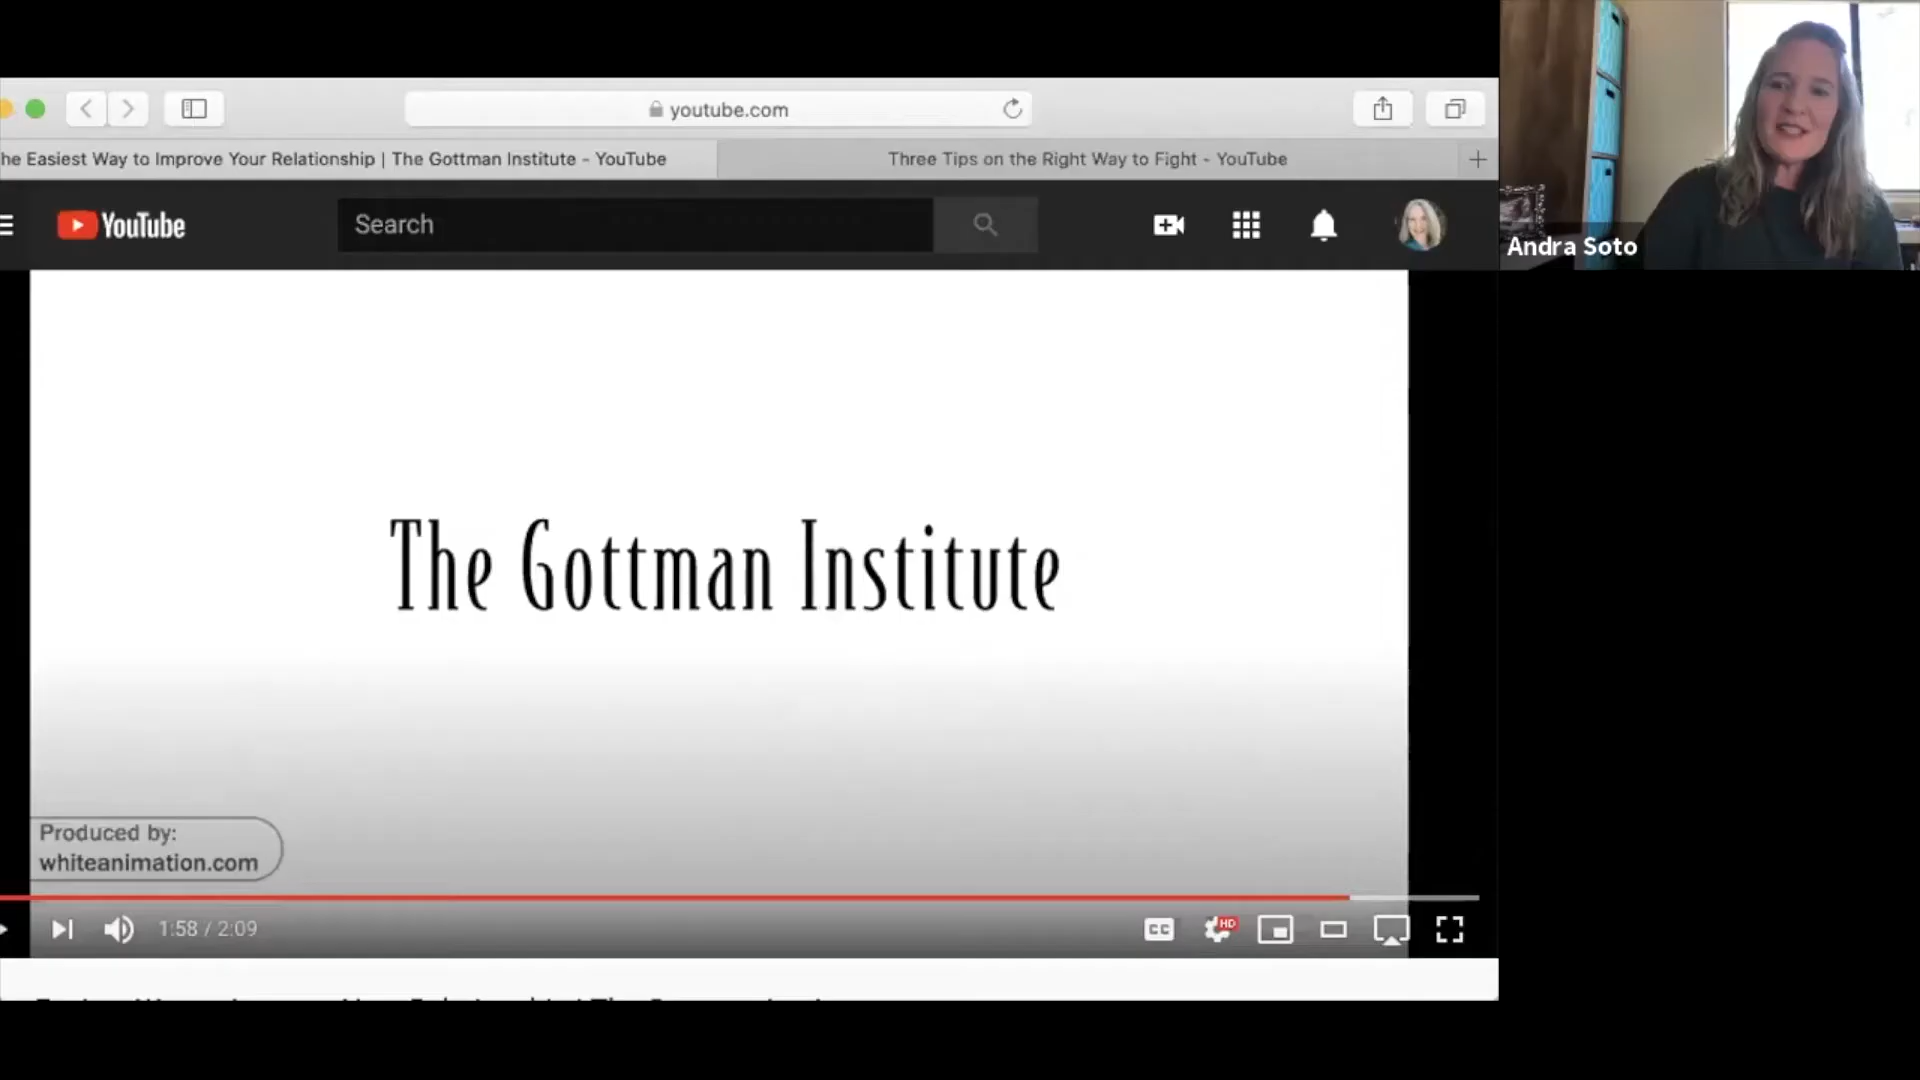 youtube.com
he Easiest Way to Improve Your Relationship | The Gottman Institute - YouTube
Three Tips on the Right Way to Fight - YouTube
YouTube
Search
Andra Soto
The Gottman Institute
Produced by:
whiteanimation.com
1:58 / 2:09
CC
HD